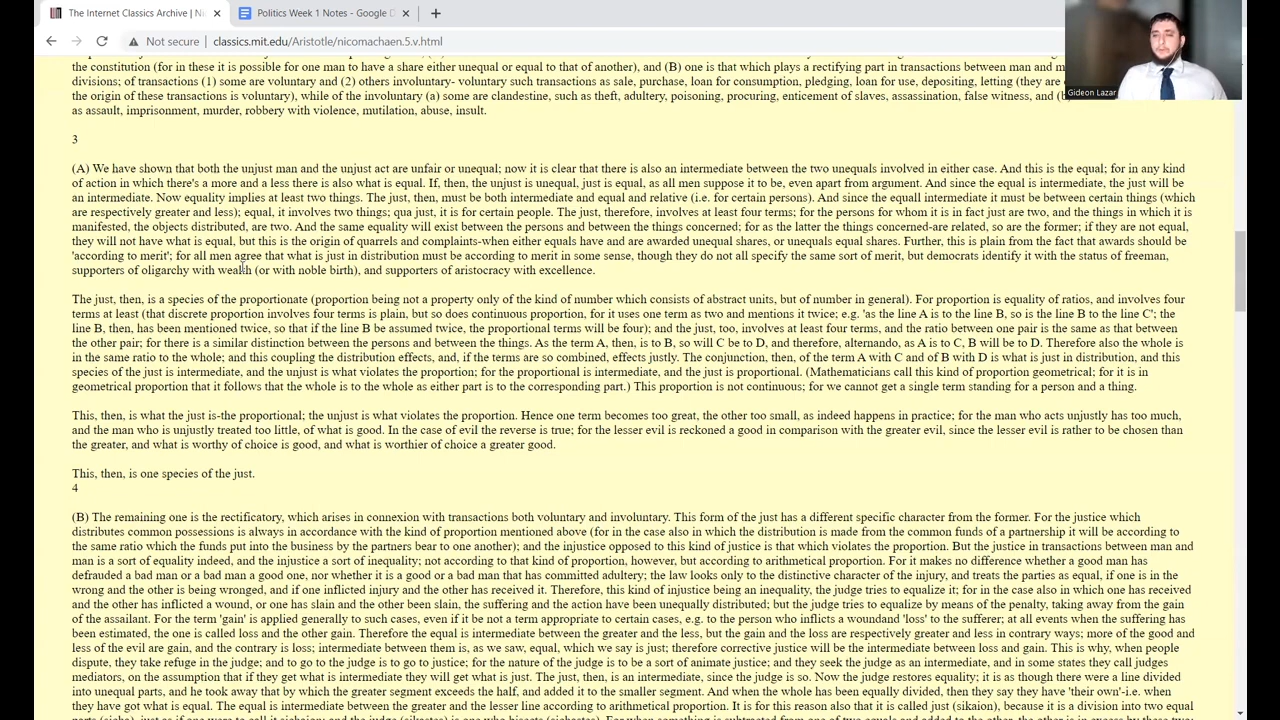 The Internet Classics Archive | Ni
Politics Week 1 Notes - Google D
Not secure
classics.mit.edu/Aristotle/nicomachaen.5.v.html
Gideon Lazar
the constitution (for in these it is possible for one man to have a share either unequal or equal to that of another), and (B) one is that which plays a rectifying part in transactions between man and
divisions; of transactions (1) some are voluntary and (2) others involuntary- voluntary such transactions as sale, purchase, loan for consumption, pledging, loan for use, depositing, letting (they are
the origin of these transactions is voluntary), while of the involuntary (a) some are clandestine, such as theft, adultery, poisoning, procuring, enticement of slaves, assassination, false witness, and
as assault, imprisonment, murder, robbery with violence, mutilation, abuse, insult.
3
(A) We have shown that both the unjust man and the unjust act are unfair or unequal; now it is clear that there is also an intermediate between the two unequals involved in either case. And this is the equal; for in any kind
of action in which there's a more and a less there is also what is equal. If, then, the unjust is unequal, just is equal, as all men suppose it to be, even apart from argument. And since the equal is intermediate, the just will be
an intermediate. Now equality implies at least two things. The just, then, must be both intermediate and equal and relative (i.e. for certain persons). And since the equall intermediate it must be between certain things (which
are respectively greater and less); equal, it involves two things; qua just, it is for certain people. The just, therefore, involves at least four terms; for the persons for whom it is in fact just are two, and the things in which it is
manifested, the objects distributed, are two. And the same equality will exist between the persons and between the things concerned; for as the latter the things concerned-are related, so are the former; if they are not equal,
they will not have what is equal, but this is the origin of quarrels and complaints-when either equals have and are awarded unequal shares, or unequals equal shares. Further, this is plain from the fact that awards should be
'according to merit'; for all men agree that what is just in distribution must be according to merit in some sense, though they do not all specify the same sort of merit, but democrats identify it with the status of freeman,
supporters of oligarchy with wealth (or with noble birth), and supporters of aristocracy with excellence.
The just, then, is a species of the proportionate (proportion being not a property only of the kind of number which consists of abstract units, but of number in general). For proportion is equality of ratios, and involves four
terms at least (that discrete proportion involves four terms is plain, but so does continuous proportion, for it uses one term as two and mentions it twice; e.g. 'as the line A is to the line B, so is the line B to the line C'; the
line B, then, has been mentioned twice, so that if the line B be assumed twice, the proportional terms will be four); and the just, too, involves at least four terms, and the ratio between one pair is the same as that between
the other pair; for there is a similar distinction between the persons and between the things. As the term A, then, is to B, so will C be to D, and therefore, alternando, as A is to C, B will be to D. Therefore also the whole is
in the same ratio to the whole; and this coupling the distribution effects, and, if the terms are so combined, effects justly. The conjunction, then, of the term A with C and of B with D is what is just in distribution, and this
species of the just is intermediate, and the unjust is what violates the proportion; for the proportional is intermediate, and the just is proportional. (Mathematicians call this kind of proportion geometrical; for it is in
geometrical proportion that it follows that the whole is to the whole as either part is to the corresponding part.) This proportion is not continuous; for we cannot get a single term standing for a person and a thing.
This, then, is what the just is-the proportional; the unjust is what violates the proportion. Hence one term becomes too great, the other too small, as indeed happens in practice; for the man who acts unjustly has too much,
and the man who is unjustly treated too little, of what is good. In the case of evil the reverse is true; for the lesser evil is reckoned a good in comparison with the greater evil, since the lesser evil is rather to be chosen than
the greater, and what is worthy of choice is good, and what is worthier of choice a greater good.
This, then, is one species of the just.
4
(B) The remaining one is the rectificatory, which arises in connexion with transactions both voluntary and involuntary. This form of the just has a different specific character from the former. For the justice which
distributes common possessions is always in accordance with the kind of proportion mentioned above (for in the case also in which the distribution is made from the common funds of a partnership it will be according to
the same ratio which the funds put into the business by the partners bear to one another); and the injustice opposed to this kind of justice is that which violates the proportion. But the justice in transactions between man and
man is a sort of equality indeed, and the injustice a sort of inequality; not according to that kind of proportion, however, but according to arithmetical proportion. For it makes no difference whether a good man has
defrauded a bad man or a bad man a good one, nor whether it is a good or a bad man that has committed adultery; the law looks only to the distinctive character of the injury, and treats the parties as equal, if one is in the
wrong and the other is being wronged, and if one inflicted injury and the other has received it. Therefore, this kind of injustice being an inequality, the judge tries to equalize it; for in the case also in which one has received
and the other has inflicted a wound, or one has slain and the other been slain, the suffering and the action have been unequally distributed; but the judge tries to equalize by means of the penalty, taking away from the gain
of the assailant. For the term 'gain' is applied generally to such cases, even if it be not a term appropriate to certain cases, e.g. to the person who inflicts a woundand 'loss' to the sufferer; at all events when the suffering has
been estimated, the one is called loss and the other gain. Therefore the equal is intermediate between the greater and the less, but the gain and the loss are respectively greater and less in contrary ways; more of the good and
less of the evil are gain, and the contrary is loss; intermediate between them is, as we saw, equal, which we say is just; therefore corrective justice will be the intermediate between loss and gain. This is why, when people
dispute, they take refuge in the judge; and to go to the judge is to go to justice; for the nature of the judge is to be a sort of animate justice; and they seek the judge as an intermediate, and in some states they call judges
mediators, on the assumption that if they get what is intermediate they will get what is just. The just, then, is an intermediate, since the judge is so. Now the judge restores equality; it is as though there were a line divided
into unequal parts, and he took away that by which the greater segment exceeds the half, and added it to the smaller segment. And when the whole has been equally divided, then they say they have 'their own'-i.e. when
they have got what is equal. The equal is intermediate between the greater and the lesser line according to arithmetical proportion. It is for this reason also that it is called just (sikaion), because it is a division into two equal